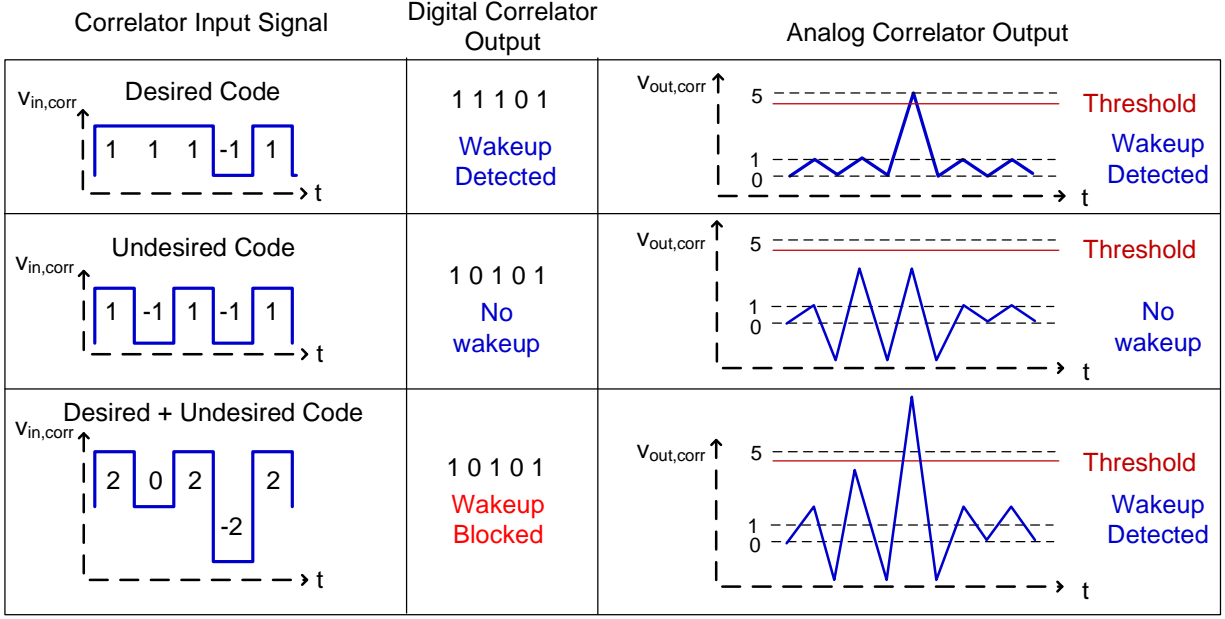 Correlator Input Signal
Digital Correlator
Output
Analog Correlator Output
v_in,corr
Desired Code
1 1 1 -1 1
t
1 1 1 0 1
Wakeup
Detected
v_out,corr
5
1
0
t
Threshold
Wakeup
Detected
v_in,corr
Undesired Code
1 -1 1 -1 1
t
1 0 1 0 1
No
wakeup
v_out,corr
5
1
0
t
Threshold
No
wakeup
Desired + Undesired Code
v_in,corr
2 0 2 -2 2
t
1 0 1 0 1
Wakeup
Blocked
v_out,corr
5
1
0
t
Threshold
Wakeup
Detected